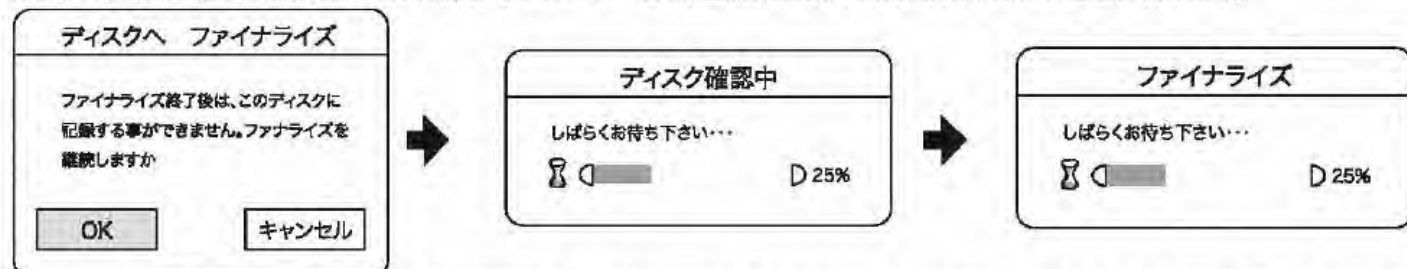 ディスクへ ファイナライズ
ファイナライズ終了後は、このディスクに
記録する事ができません。ファナライズを
継続しますか
OK
キャンセル
ディスク確認中
しばらくお待ち下さい・・・
25%
ファイナライズ
しばらくお待ち下さい・・・
25%